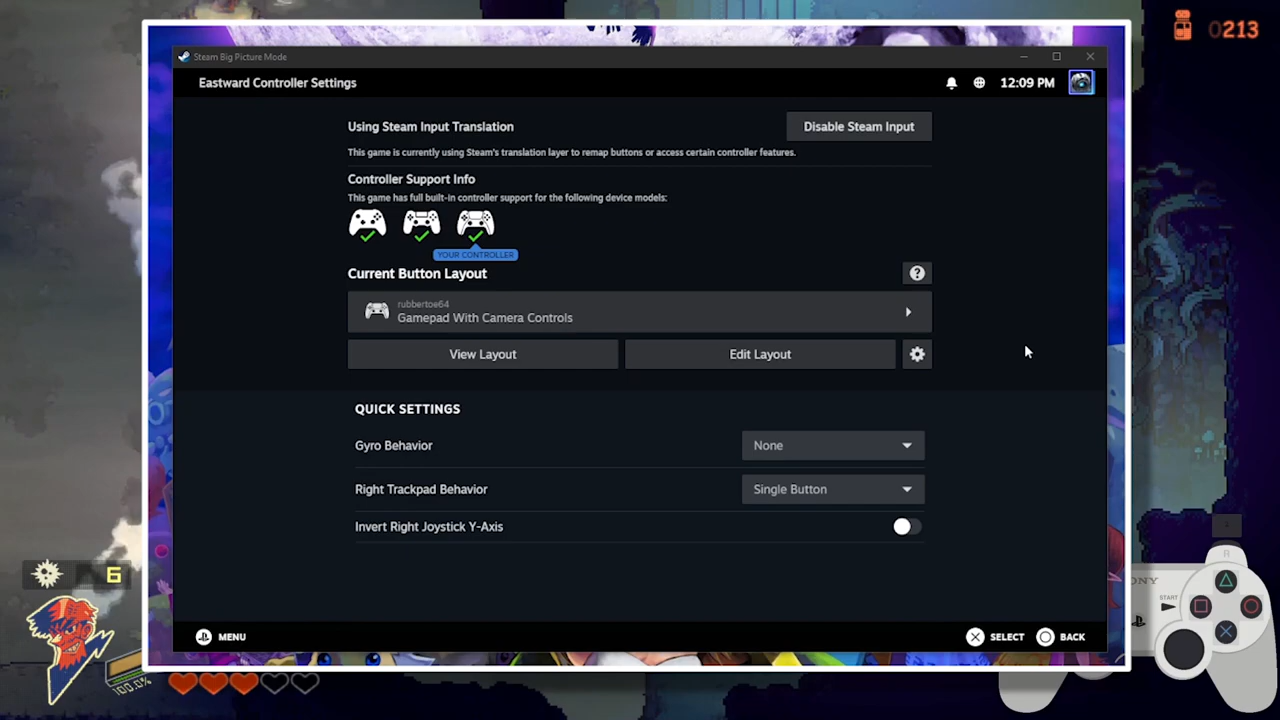 0213
Steam Big Picture Mode
Eastward Controller Settings
12:09 PM
Using Steam Input Translation
Disable Steam Input
This game is currently using Steam's translation layer to remap buttons or access certain controller features.
Controller Support Info
This game has full built-in controller support for the following device models:
YOUR CONTROLLER
Current Button Layout
?
rubbertoe64
Gamepad With Camera Controls
View Layout
Edit Layout
QUICK SETTINGS
Gyro Behavior
None
Right Trackpad Behavior
Single Button
Invert Right Joystick Y-Axis
6
R
ONY
START
100.0%
MENU
SELECT
BACK